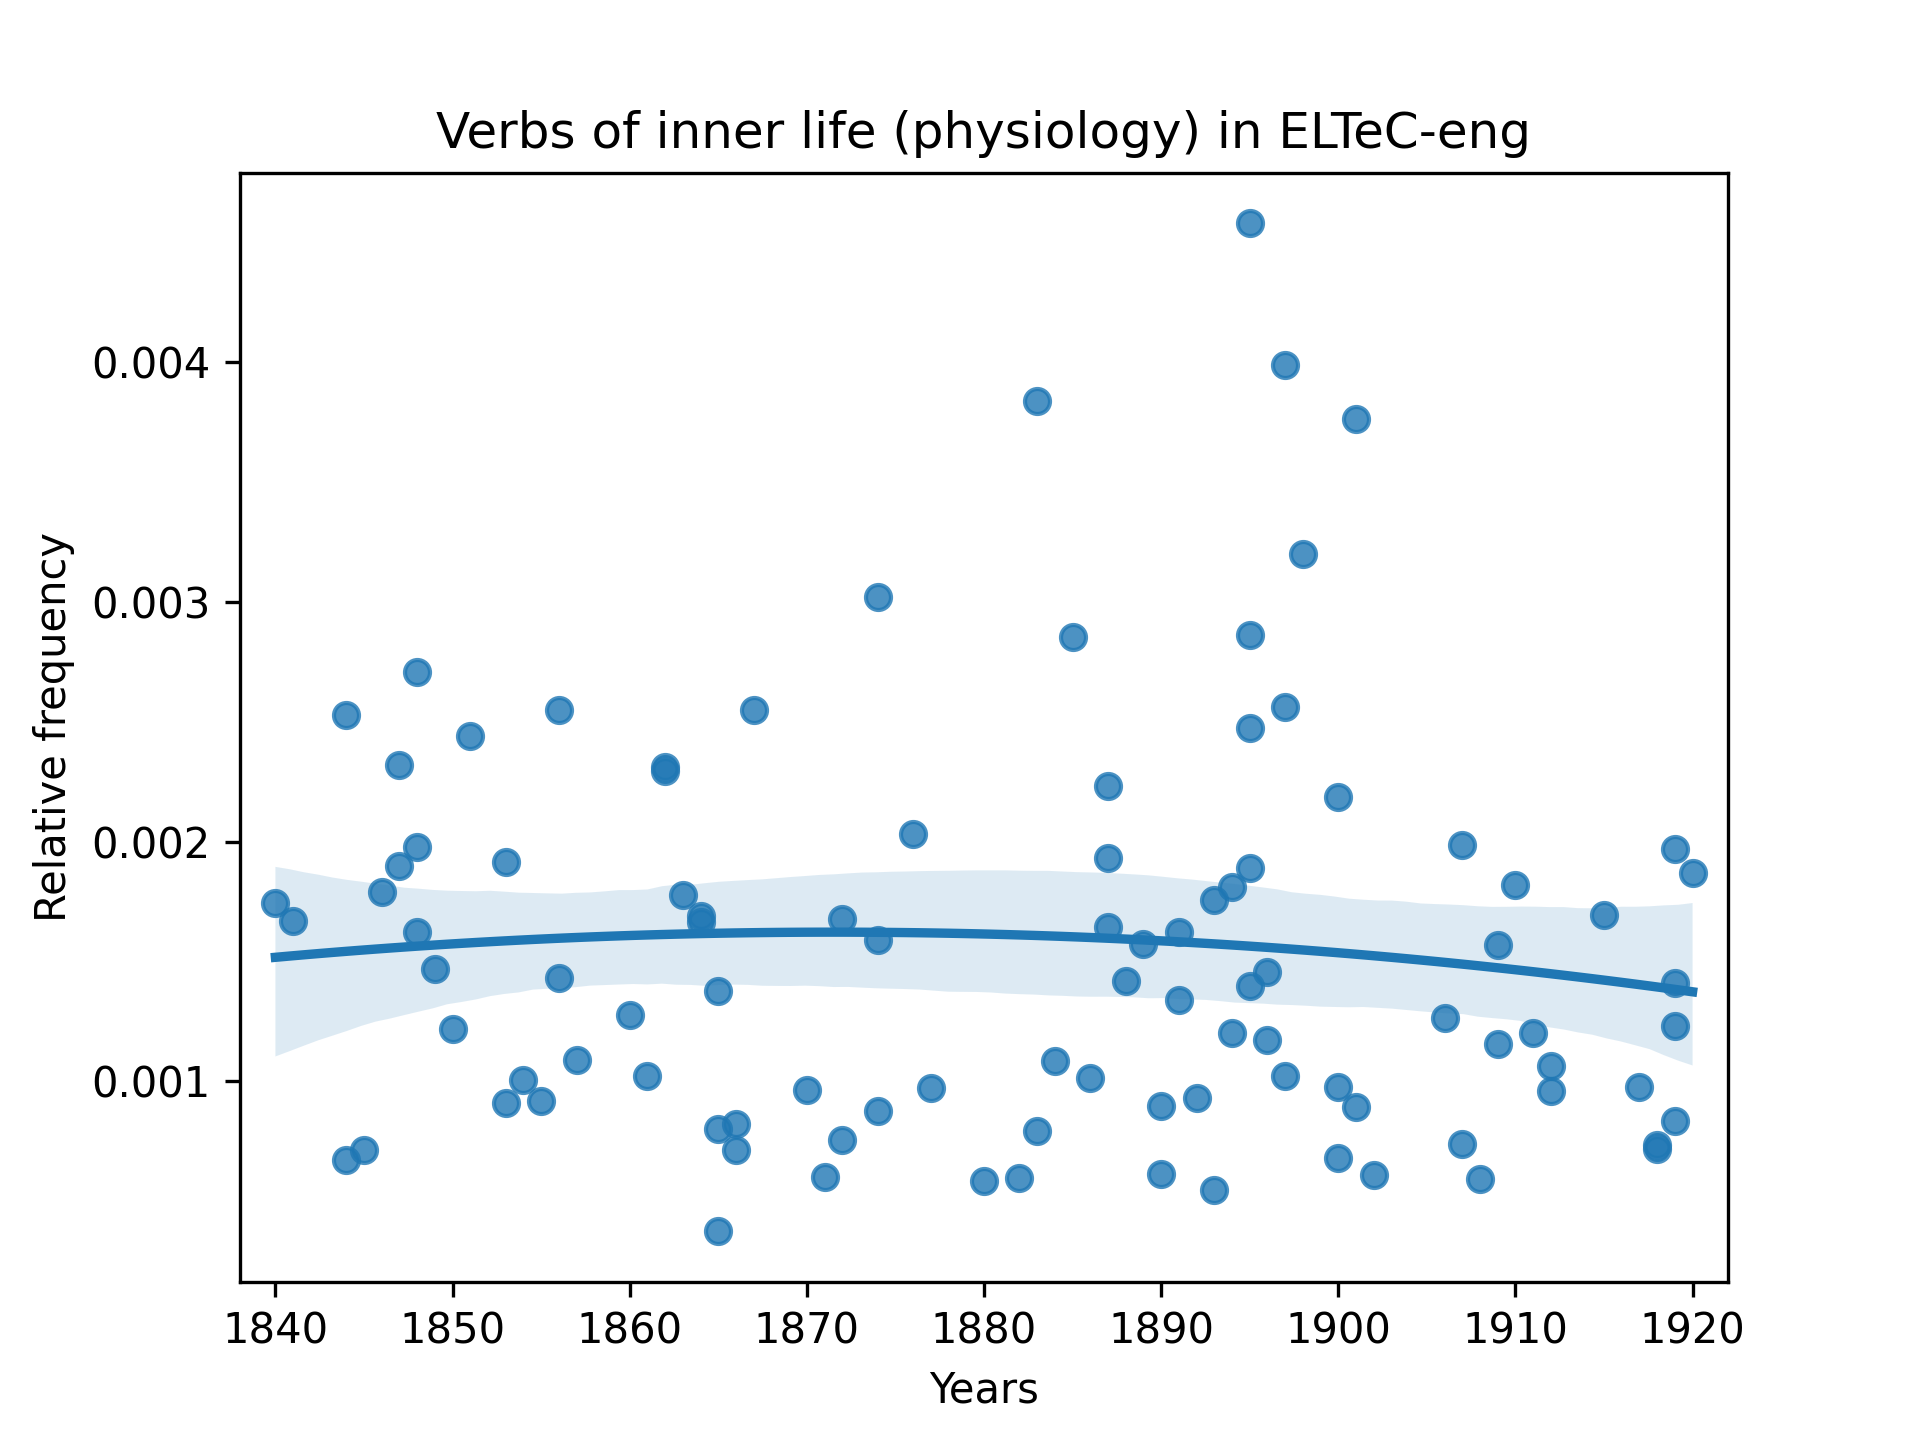 Verbs of inner life (physiology) in ELTeC-eng
Relative frequency
0.004
0.003
0.002
0.001
1840 1850 1860 1870 1880 1890 1900 1910 1920
Years